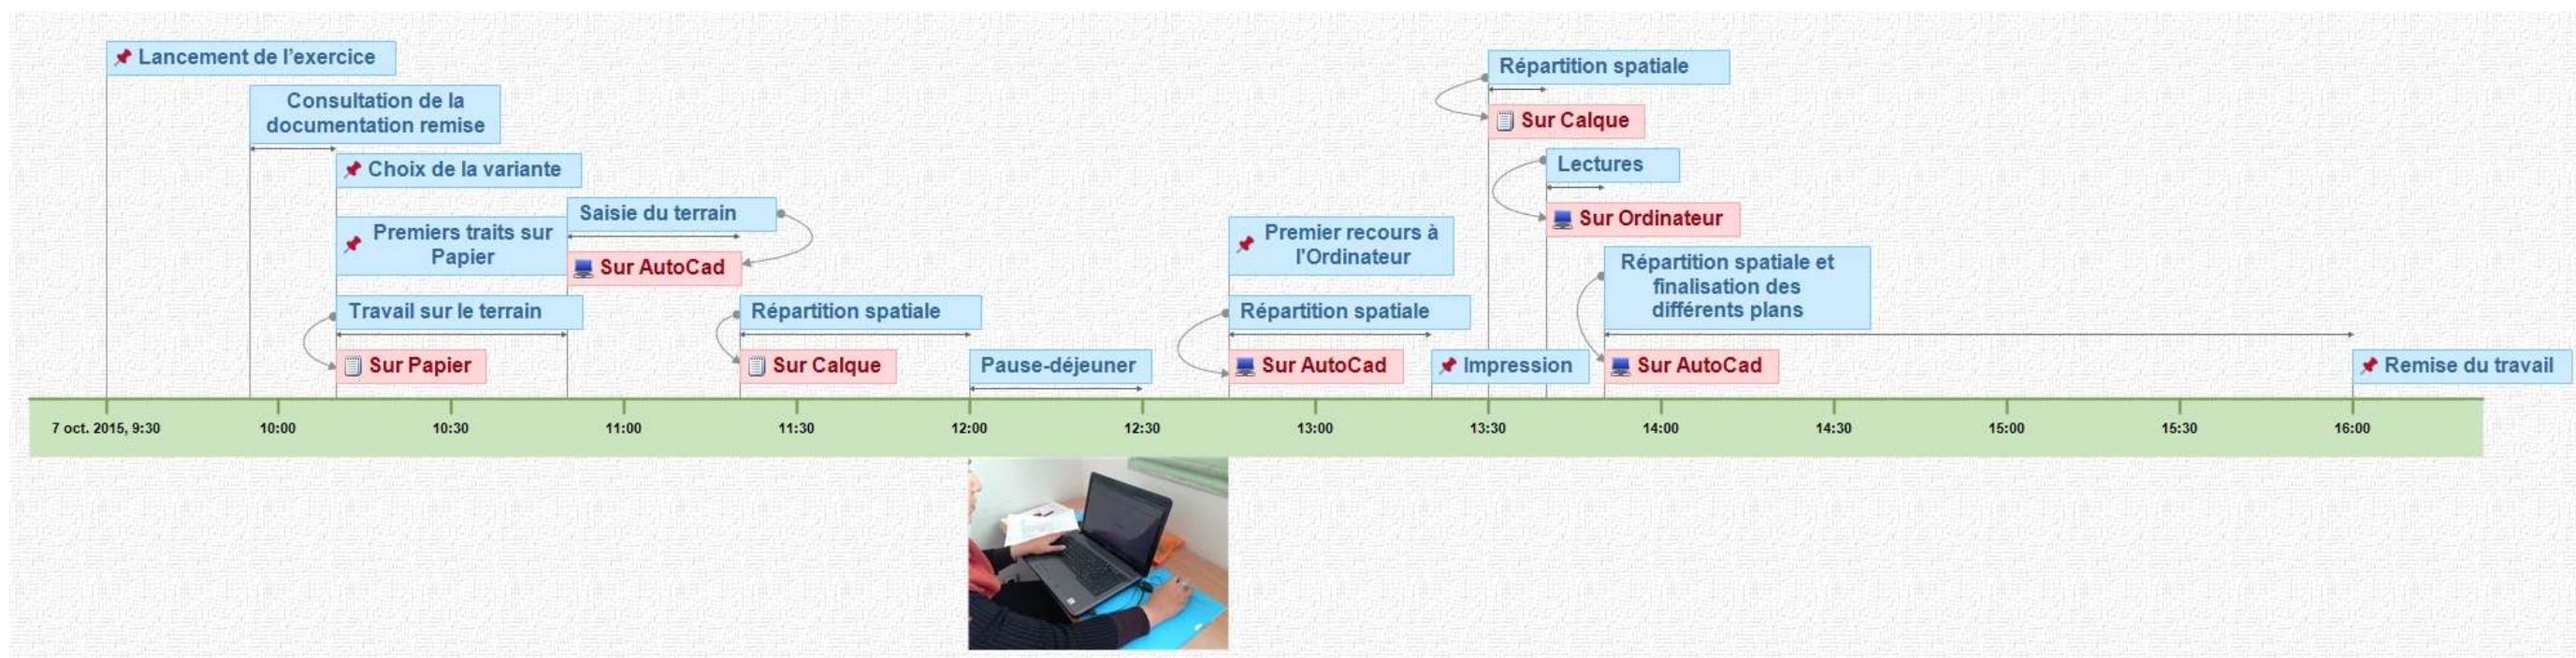 Lancement de l'exercice
Consultation de la
documentation remise
Choix de la variante
Premiers traits sur
Papier
Travail sur le terrain
Sur Papier
Saisie du terrain
Sur AutoCad
Répartition spatiale
Sur Calque
Pause-déjeuner
Premier recours à
l'Ordinateur
Répartition spatiale
Sur AutoCad
Impression
Répartition spatiale
Sur Calque
Lectures
Sur Ordinateur
Répartition spatiale et
finalisation des
différents plans
Sur AutoCad
Remise du travail
7 oct. 2015, 9:30 10:00 10:30 11:00 11:30 12:00 12:30 13:00 13:30 14:00 14:30 15:00 15:30 16:00